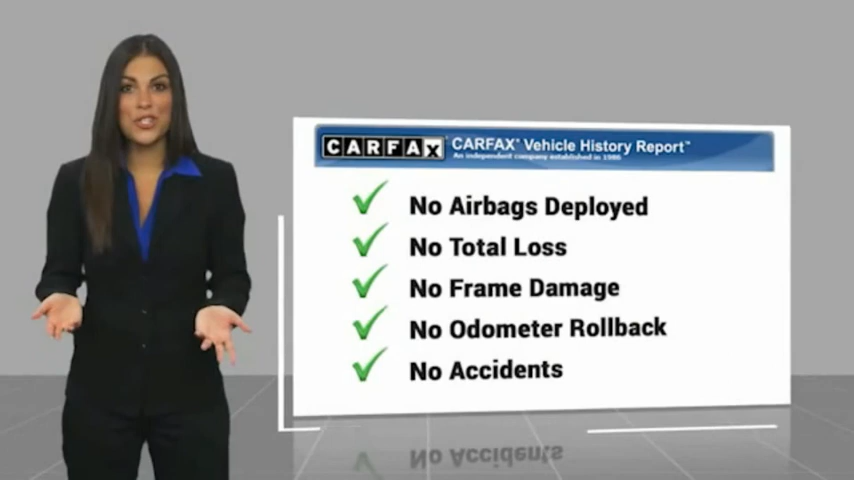 CARFAX CARFAX® Vehicle History Report™
An independent company established in 1986
No Airbags Deployed
No Total Loss
No Frame Damage
No Odometer Rollback
No Accidents
No Accidents